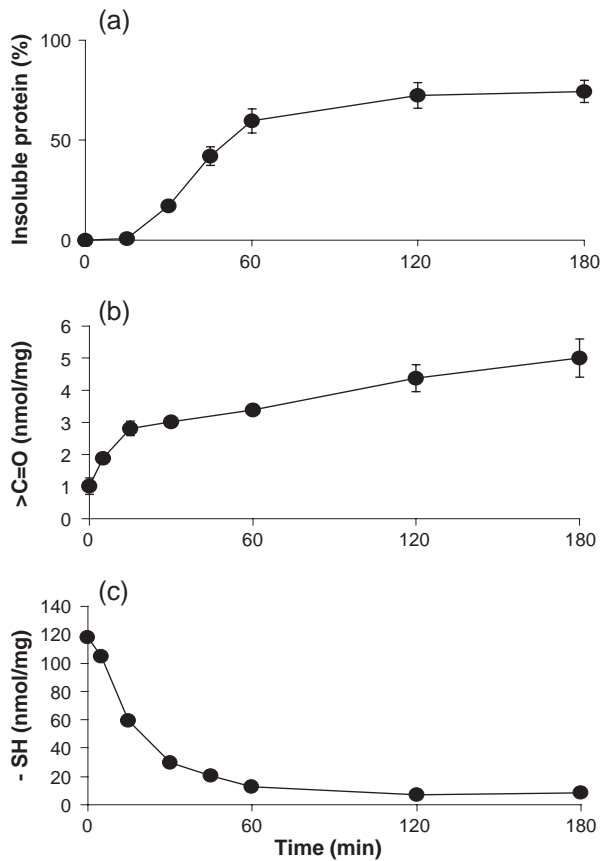 (a)
Insoluble protein (%)
100
50
0
0 60 120 180
(b)
>C=O (nmol/mg)
6
5
4
3
2
1
0
0 60 120 180
(c)
- SH (nmol/mg)
140
120
100
80
60
40
20
0
0 60 120 180
Time (min)